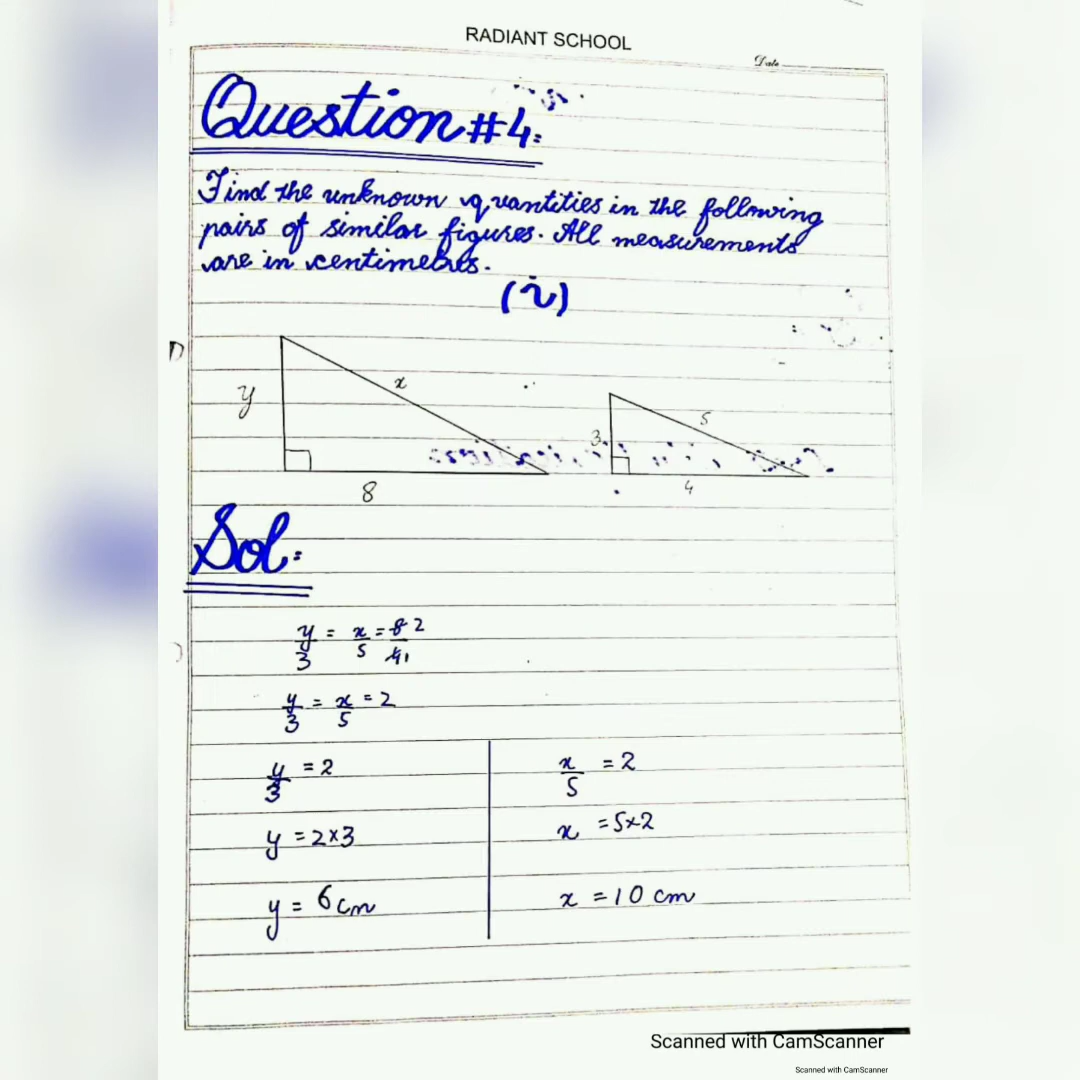 RADIANT SCHOOL
Date
Question #4:
Find the unknown quantities in the following
pairs of similar figures. All measurements
are in centimetres.
(i)
y
x
8
3
5
4
Sol:
y/3 = x/5 = 8/4 2/1
y/3 = x/5 = 2
y/3 = 2
y = 2×3
y = 6cm
x/5 = 2
x = 5×2
x = 10 cm
Scanned with CamScanner
Scanned with CamScanner